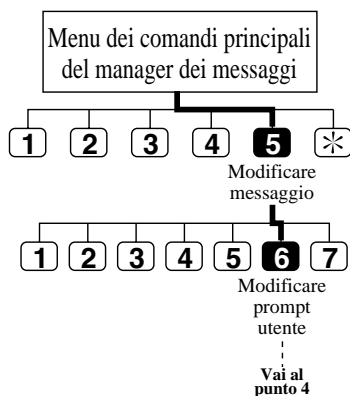 Menu dei comandi principali
del manager dei messaggi
1 2 3 4 5 *
Modificare
messaggio
1 2 3 4 5 6 7
Modificare
prompt
utente
Vai al
punto 4